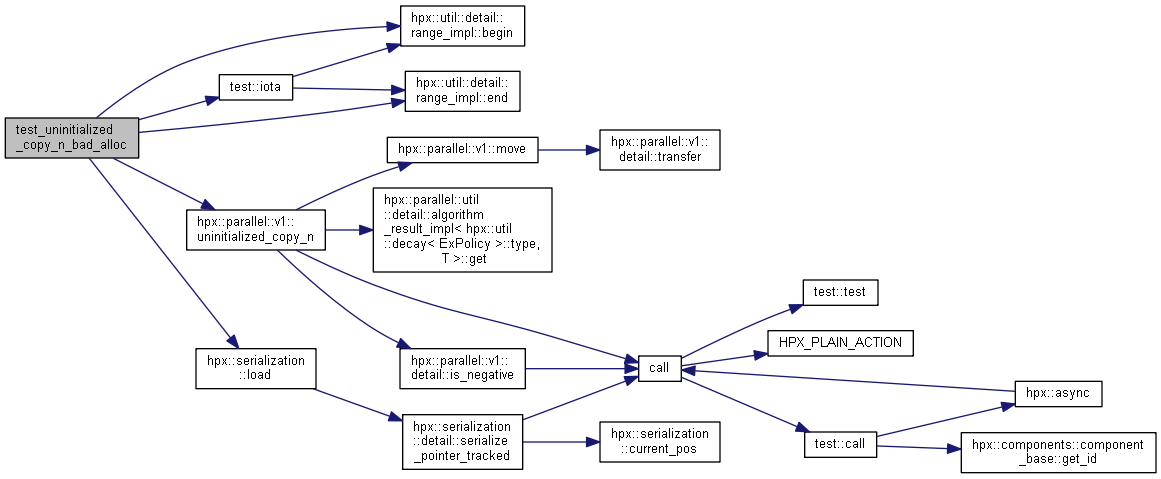 test_uninitialized
_copy_n_bad_alloc
hpx::util::detail::
range_impl::begin
test::iota
hpx::util::detail::
range_impl::end
hpx::parallel::v1::
uninitialized_copy_n
hpx::parallel::v1::move
hpx::parallel::v1::
detail::transfer
hpx::parallel::util
::detail::algorithm
_result_impl< hpx::util
::decay< ExPolicy >::type,
T >::get
hpx::serialization
::load
hpx::parallel::v1::
detail::is_negative
hpx::serialization
::detail::serialize
_pointer_tracked
hpx::serialization
::current_pos
call
test::test
HPX_PLAIN_ACTION
test::call
hpx::async
hpx::components::component
_base::get_id